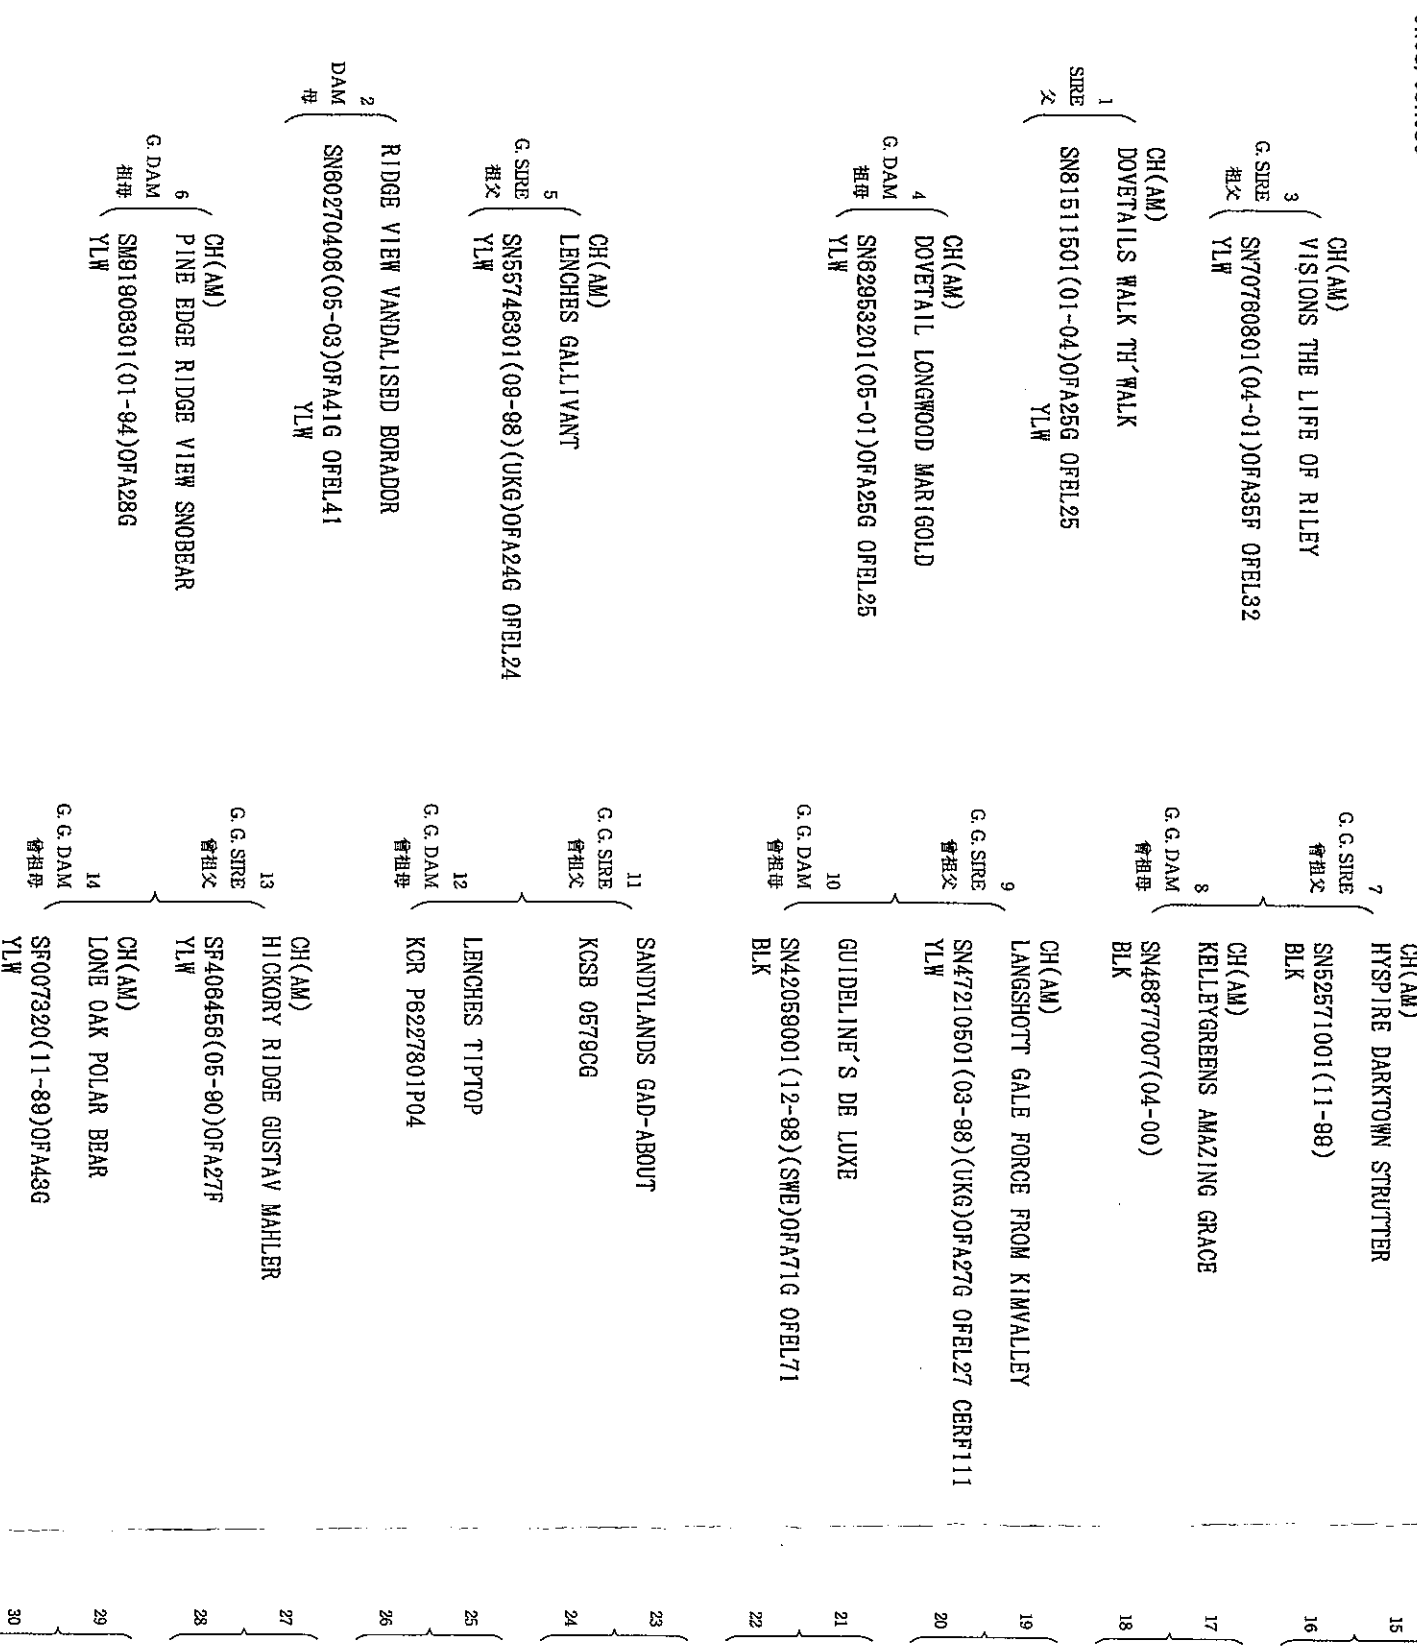 1
SIRE
父
CH(AM)
DOVETAILS WALK TH'WALK
SN81511501(01-04)OFA25G OFEL25
YLW
2
DAM
母
RIDGE VIEW VANDALISED BORADOR
SN80270406(05-03)OFA41G OFEL41
YLW
3
G. SIRE
祖父
CH(AM)
VISIONS THE LIFE OF RILEY
SN70760801(04-01)OFA35F OFEL32
YLW
4
G. DAM
祖母
CH(AM)
DOVETAIL LONGWOOD MARIGOLD
SN82953201(05-01)OFA25G OFEL25
YLW
5
G. SIRE
祖父
CH(AM)
LENCHES GALLIVANT
SN55746301(09-98)(UKG)OFA24G OFEL24
YLW
6
G. DAM
祖母
CH(AM)
PINE EDGE RIDGE VIEW SNOBEAR
SM91906301(01-94)OFA28G
YLW
7
G. G. SIRE
曾祖父
CH(AM)
HYSPIRE DARKTOWN STRUTTER
SN52571001(11-98)
BLK
8
G. G. DAM
曾祖母
CH(AM)
KELLEYGREENS AMAZING GRACE
SN46877007(04-00)
BLK
9
G. G. SIRE
曾祖父
CH(AM)
LANGSHOTT GALE FORCE FROM KIMVALLEY
SN47210501(03-98)(UKG)OFA27G OFEL27 CERF111
YLW
10
G. G. DAM
曾祖母
GUIDELINE'S DE LUXE
SN42059001(12-98)(SWE)OFA71G OFEL71
BLK
11
G. G. SIRE
曾祖父
SANDYLANDS GAD-ABOUT
KCSB 0579CG
12
G. G. DAM
曾祖母
LENCHES TIPTOP
KCR P6227801P04
13
G. G. SIRE
曾祖父
CH(AM)
HICKORY RIDGE GUSTAV MAHLER
SF406456(05-90)OFA27F
YLW
14
G. G. DAM
曾祖母
CH(AM)
LONE OAK POLAR BEAR
SF007320(11-89)OFA43G
YLW
15
16
17
18
19
20
21
22
23
24
25
26
27
28
29
30